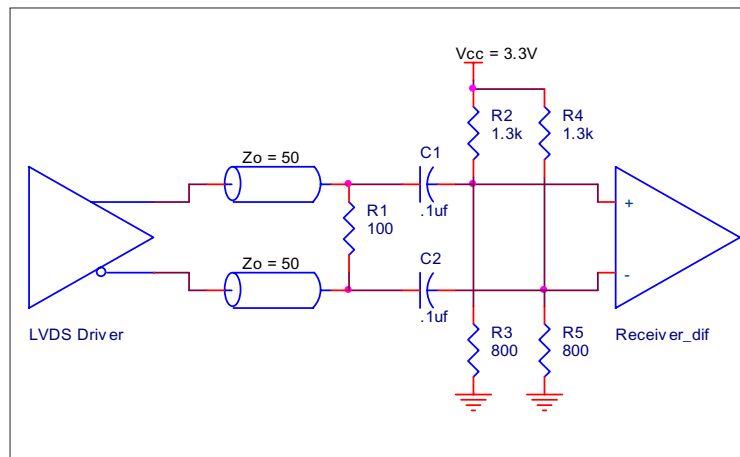 Vcc = 3.3V
R2
1.3k
R4
1.3k
Zo = 50
C1
.1uf
R1
100
+
Zo = 50
C2
.1uf
-
LVDS Driver
R3
800
R5
800
Receiver_dif